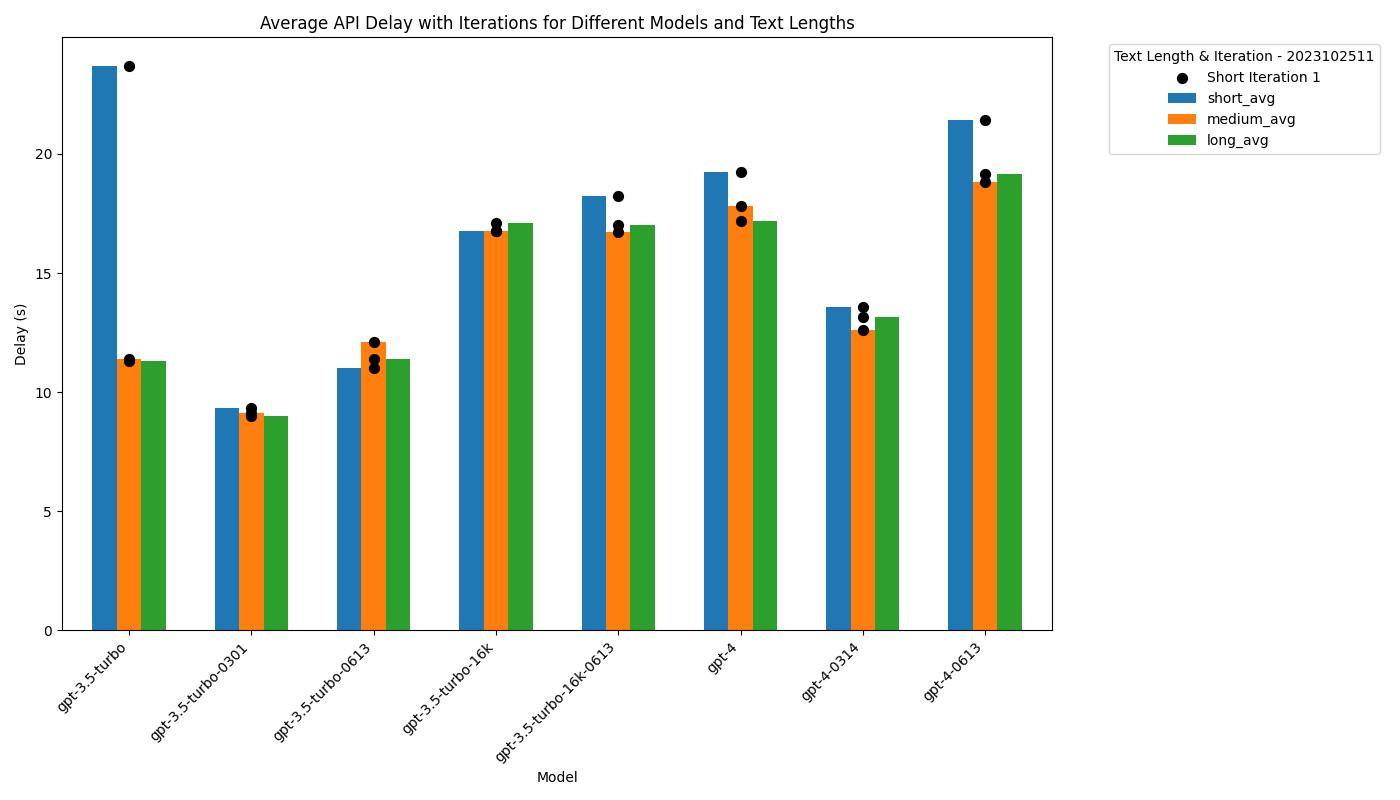 Average API Delay with Iterations for Different Models and Text Lengths
Text Length & Iteration - 2023102511
Short Iteration 1
short_avg
medium_avg
long_avg
Delay (s)
20
15
10
5
0
gpt-3.5-turbo
gpt-3.5-turbo-0301
gpt-3.5-turbo-0613
gpt-3.5-turbo-16k
gpt-3.5-turbo-16k-0613
gpt-4
gpt-4-0314
gpt-4-0613
Model